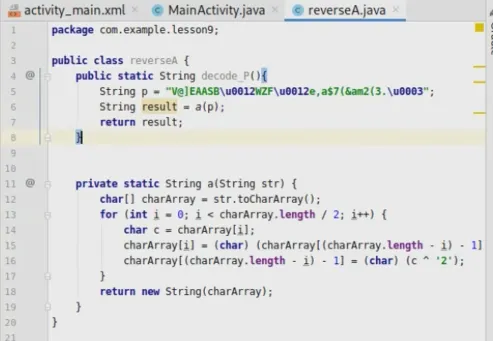 activity_main.xml × MainActivity.java × reverseA.java ×
1 package com.example.lesson9;
2
3 public class reverseA {
4 @ public static String decode_P(){
5 String p = "V@]EAASB\u0012WZF\u0012e,a$7(&am2(3.\u0003";
6 String result = a(p);
7 return result;
8 }
9
10
11 @ private static String a(String str) {
12 char[] charArray = str.toCharArray();
13 for (int i = 0; i < charArray.length / 2; i++) {
14 char c = charArray[i];
15 charArray[i] = (char) (charArray[(charArray.length - i) - 1]
16 charArray[(charArray.length - i) - 1] = (char) (c ^ '2');
17 }
18 return new String(charArray);
19 }
20 }
21